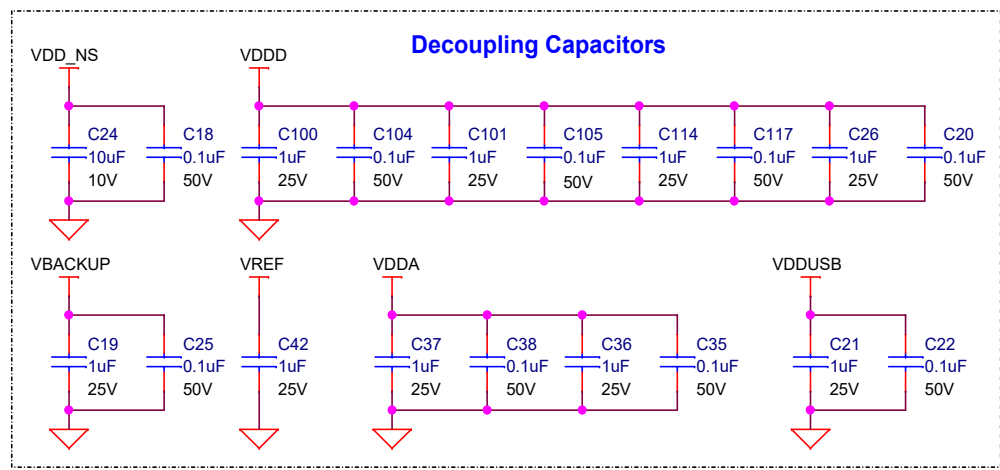 Decoupling Capacitors
VDD_NS
VDDD
C24
10uF
10V
C18
0.1uF
50V
C100
1uF
25V
C104
0.1uF
50V
C101
1uF
25V
C105
0.1uF
50V
C114
1uF
25V
C117
0.1uF
50V
C26
1uF
25V
C20
0.1uF
50V
VBACKUP
VREF
VDDA
VDDUSB
C19
1uF
25V
C25
0.1uF
50V
C42
1uF
25V
C37
1uF
25V
C38
0.1uF
50V
C36
1uF
25V
C35
0.1uF
50V
C21
1uF
25V
C22
0.1uF
50V